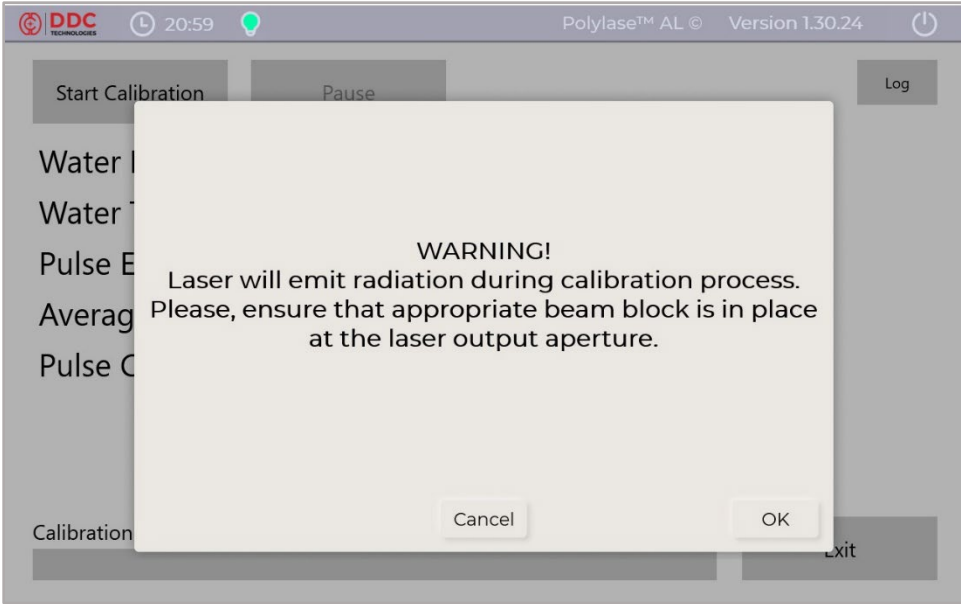 DDC
TECHNOLOGIES
20:59
Polylase™ AL © Version 1.30.24
Start Calibration
Pause
Log
Water
Water
Pulse
Pulse
WARNING!
Laser will emit radiation during calibration process.
Please, ensure that appropriate beam block is in place
at the laser output aperture.
Cancel
OK
Calibration
Exit